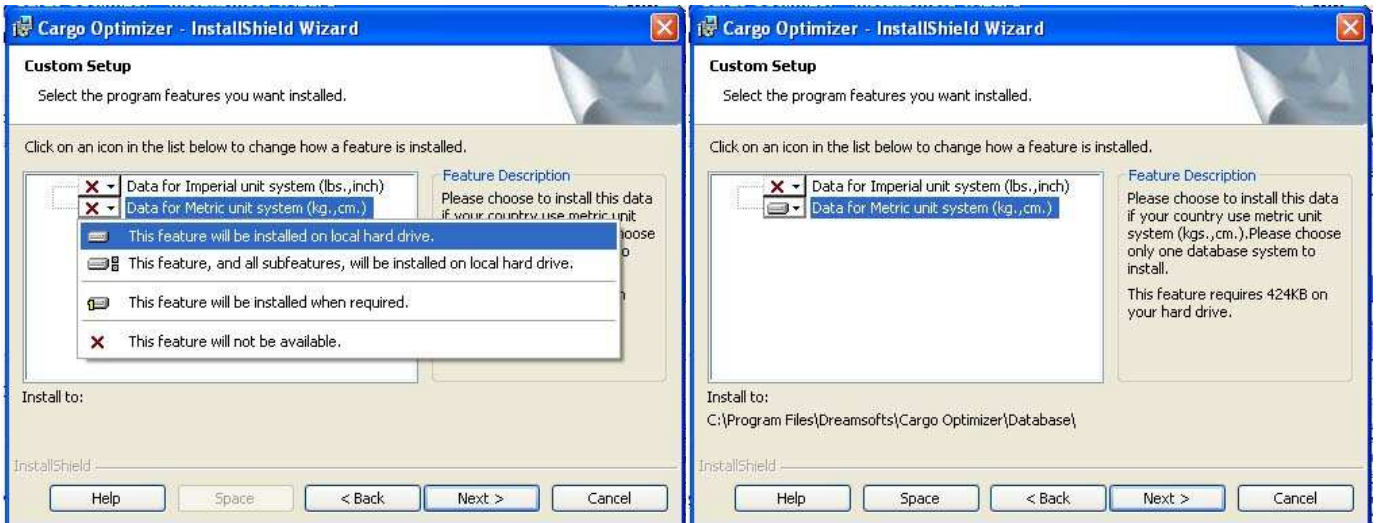 Cargo Optimizer - InstallShield Wizard
Custom Setup
Select the program features you want installed.
Click on an icon in the list below to change how a feature is installed.
Data for Imperial unit system (lbs.,inch)
Data for Metric unit system (kg.,cm.)
This feature will be installed on local hard drive.
This feature, and all subfeatures, will be installed on local hard drive.
This feature will be installed when required.
This feature will not be available.
Feature Description
Please choose to install this data
if your country use metric unit
Install to:
InstallShield
Help
Space
< Back
Next >
Cancel
Cargo Optimizer - InstallShield Wizard
Custom Setup
Select the program features you want installed.
Click on an icon in the list below to change how a feature is installed.
Data for Imperial unit system (lbs.,inch)
Data for Metric unit system (kg.,cm.)
Feature Description
Please choose to install this data
if your country use metric unit
system (kgs.,cm.).Please choose
only one database system to
install.
This feature requires 424KB on
your hard drive.
Install to:
C:\Program Files\Dreamsofts\Cargo Optimizer\Database\
InstallShield
Help
Space
< Back
Next >
Cancel